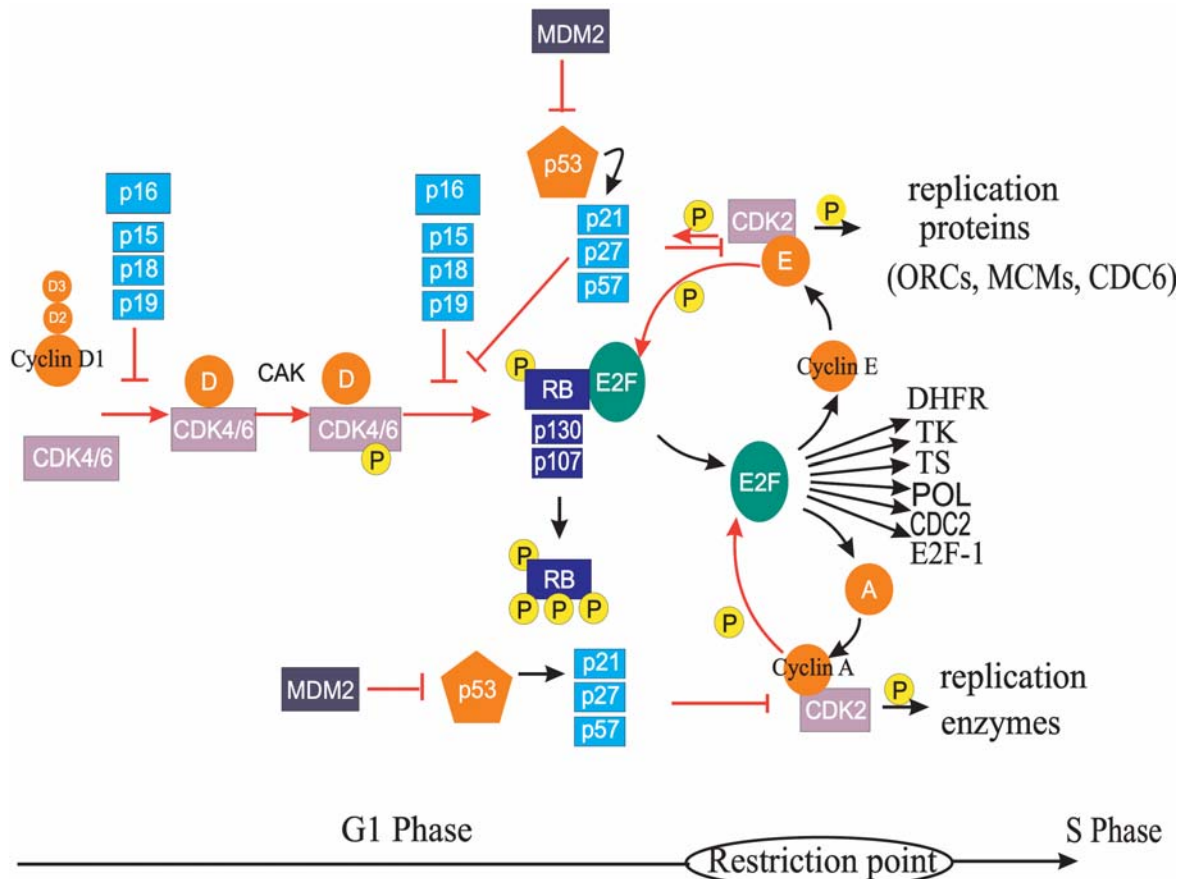 MDM2
p53
p16
p15
p18
p19
p16
p15
p18
p19
p21
p27
p57
P
CDK2
P
E
replication
proteins
(ORCs, MCMs, CDC6)
P
D3
D2
Cyclin D1
CDK4/6
D
CDK4/6
CAK
D
CDK4/6
P
P
RB
E2F
p130
p107
Cyclin E
E2F
DHFR
TK
TS
POL
CDC2
E2F-1
P
RB
P P P
P
A
Cyclin A
CDK2
P
replication
enzymes
MDM2
p53
p21
p27
p57
G1 Phase
Restriction point
S Phase